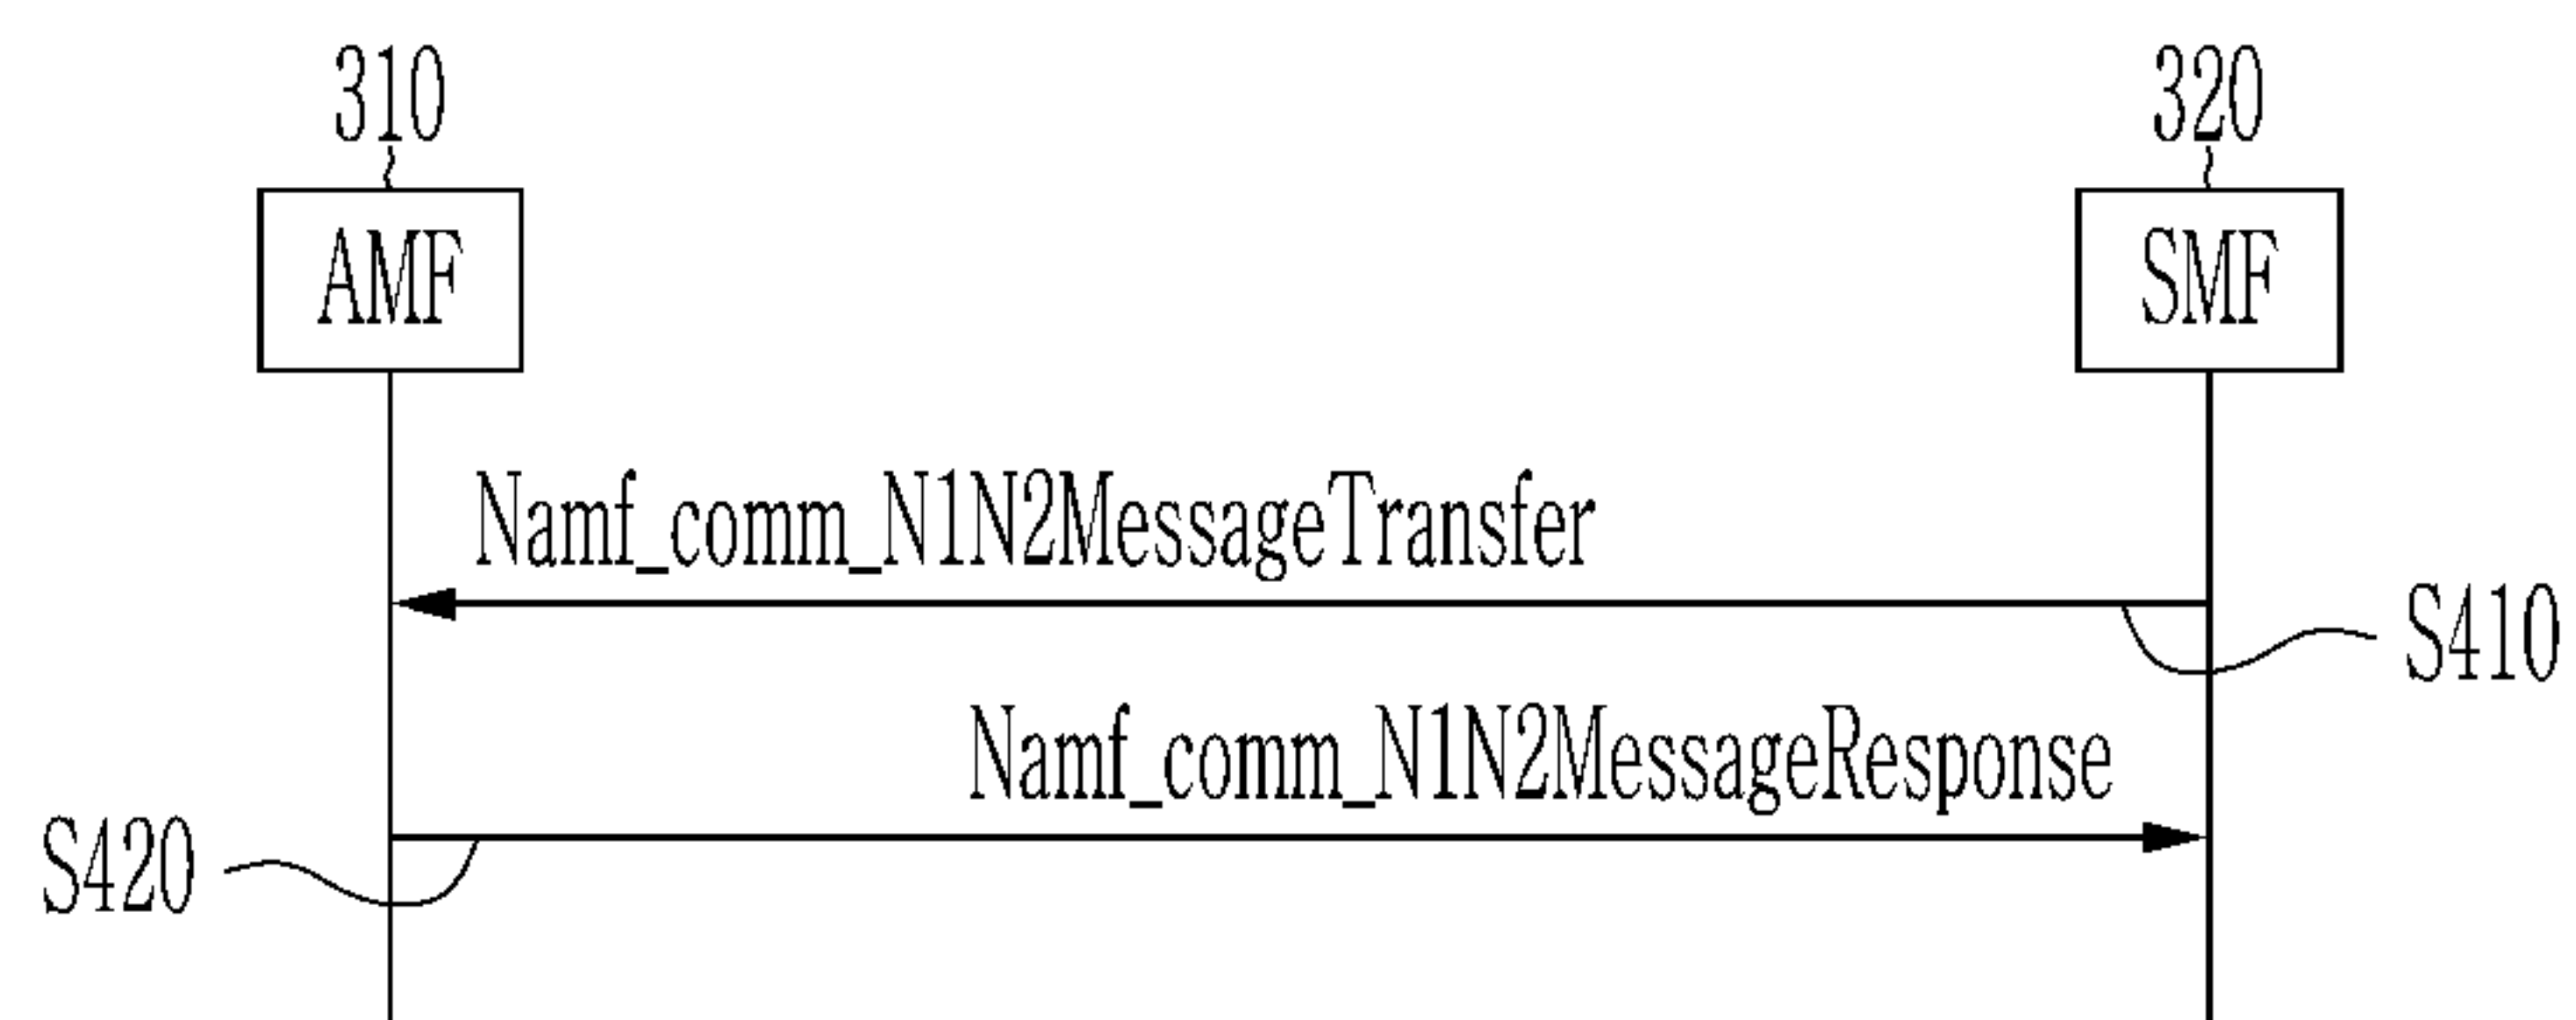 310
320
AMF
SMF
Namf_comm_N1N2MessageTransfer
S410
Namf_comm_N1N2MessageResponse
S420